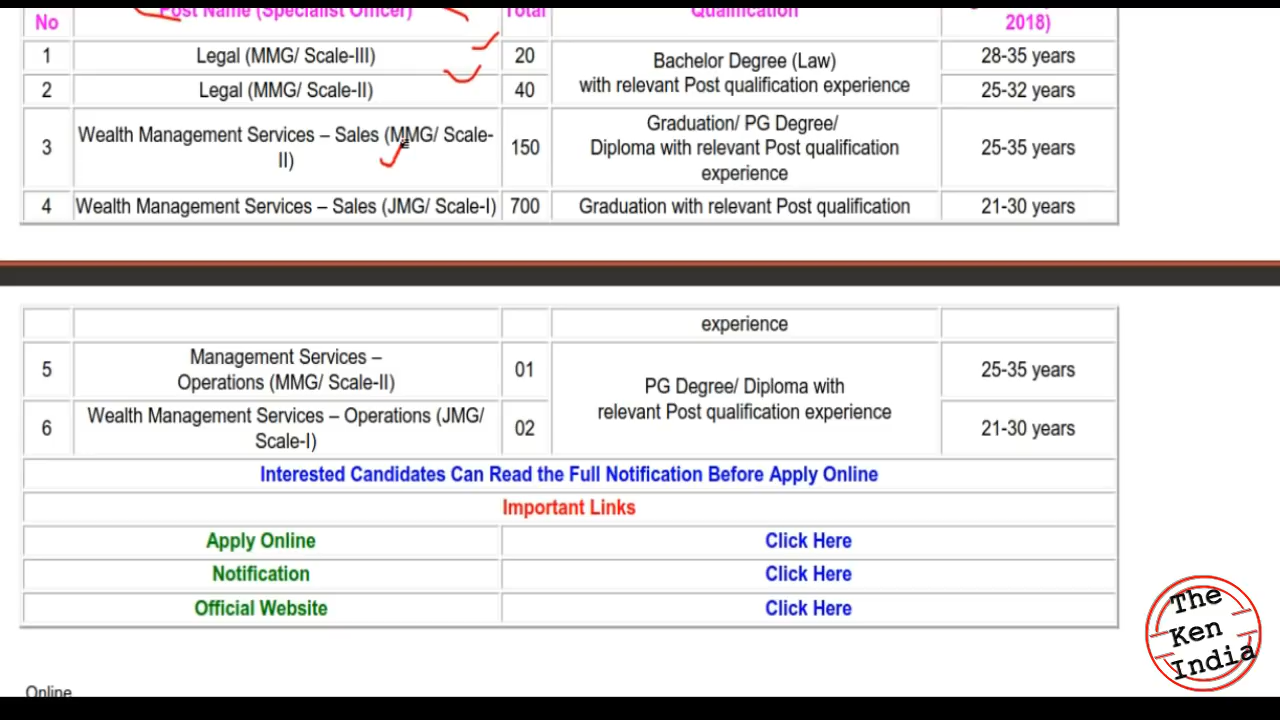 No
Post Name (Specialist Officer)
Total
Qualification
2018)
1
Legal (MMG/ Scale-III)
20
Bachelor Degree (Law)
with relevant Post qualification experience
28-35 years
2
Legal (MMG/ Scale-II)
40
25-32 years
3
Wealth Management Services – Sales (MMG/ Scale-
II)
150
Graduation/ PG Degree/
Diploma with relevant Post qualification
experience
25-35 years
4
Wealth Management Services – Sales (JMG/ Scale-I)
700
Graduation with relevant Post qualification
21-30 years
experience
5
Management Services –
Operations (MMG/ Scale-II)
01
PG Degree/ Diploma with
relevant Post qualification experience
25-35 years
6
Wealth Management Services – Operations (JMG/
Scale-I)
02
21-30 years
Interested Candidates Can Read the Full Notification Before Apply Online
Important Links
Apply Online
Click Here
Notification
Click Here
Official Website
Click Here
Online
The
Ken
India